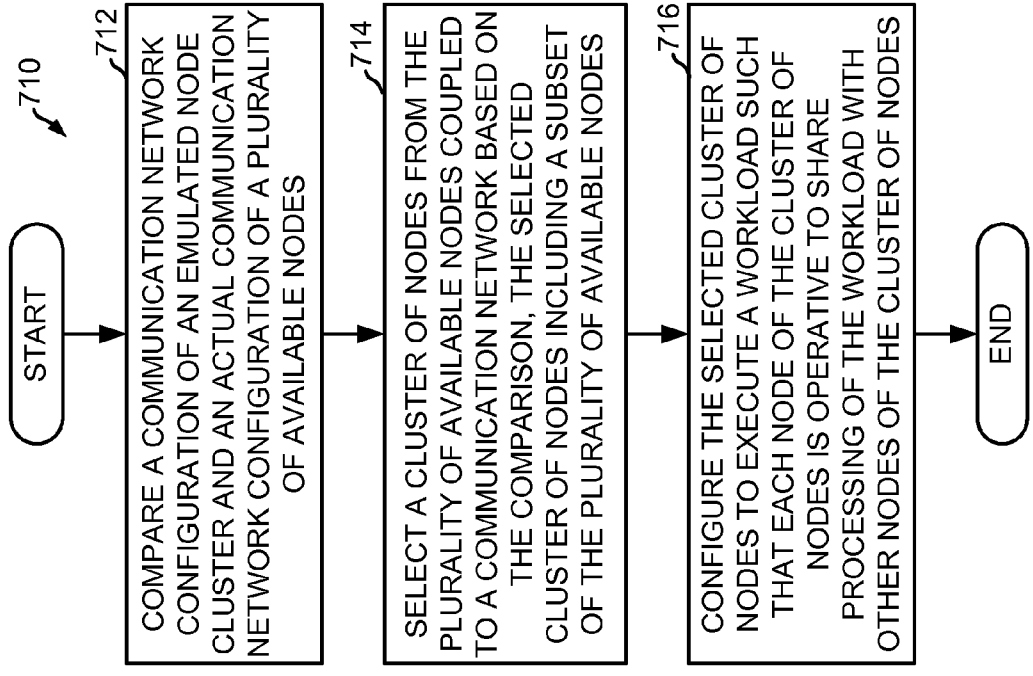 710
START
712
COMPARE A COMMUNICATION NETWORK
CONFIGURATION OF AN EMULATED NODE
CLUSTER AND AN ACTUAL COMMUNICATION
NETWORK CONFIGURATION OF A PLURALITY
OF AVAILABLE NODES
714
SELECT A CLUSTER OF NODES FROM THE
PLURALITY OF AVAILABLE NODES COUPLED
TO A COMMUNICATION NETWORK BASED ON
THE COMPARISON, THE SELECTED
CLUSTER OF NODES INCLUDING A SUBSET
OF THE PLURALITY OF AVAILABLE NODES
716
CONFIGURE THE SELECTED CLUSTER OF
NODES TO EXECUTE A WORKLOAD SUCH
THAT EACH NODE OF THE CLUSTER OF
NODES IS OPERATIVE TO SHARE
PROCESSING OF THE WORKLOAD WITH
OTHER NODES OF THE CLUSTER OF NODES
END